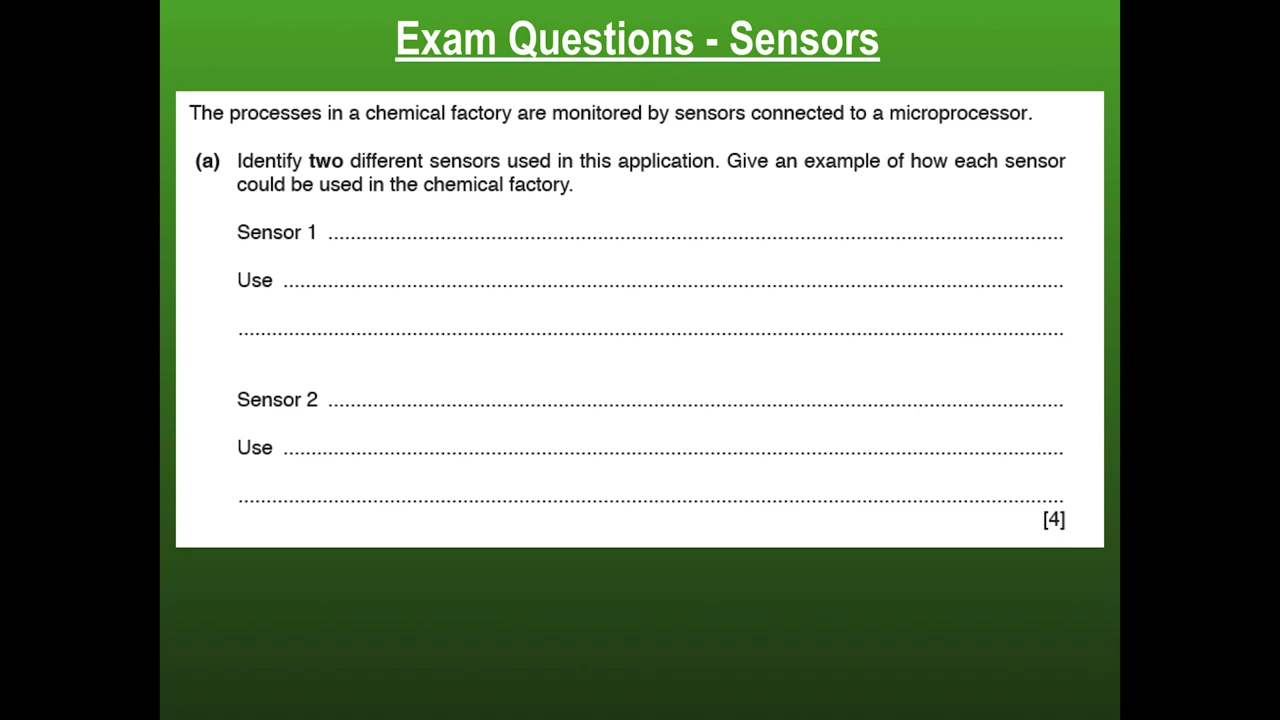 Exam Questions - Sensors
The processes in a chemical factory are monitored by sensors connected to a microprocessor.
(a) Identify two different sensors used in this application. Give an example of how each sensor
could be used in the chemical factory.
Sensor 1 ....................................................................................................................................
Use ............................................................................................................................................
....................................................................................................................................................
Sensor 2 ....................................................................................................................................
Use ............................................................................................................................................
....................................................................................................................................................
[4]